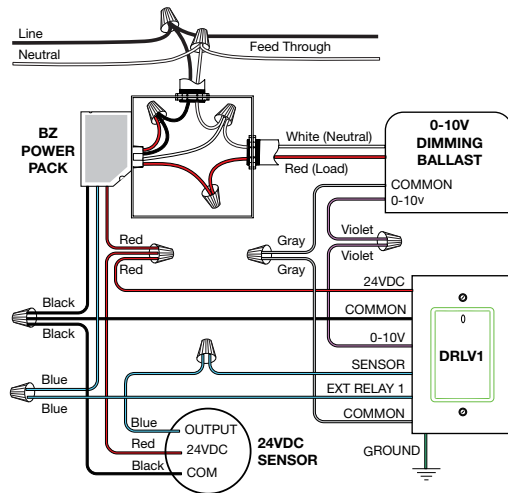 Line
Neutral
Feed Through
BZ
POWER
PACK
White (Neutral)
Red (Load)
0-10V
DIMMING
BALLAST
COMMON
0-10v
Red
Red
Gray
Gray
Violet
Violet
24VDC
Black
Black
COMMON
0-10V
DRLV1
SENSOR
Blue
Blue
EXT RELAY 1
COMMON
Blue
OUTPUT
Red
24VDC
Black
COM
24VDC
SENSOR
GROUND